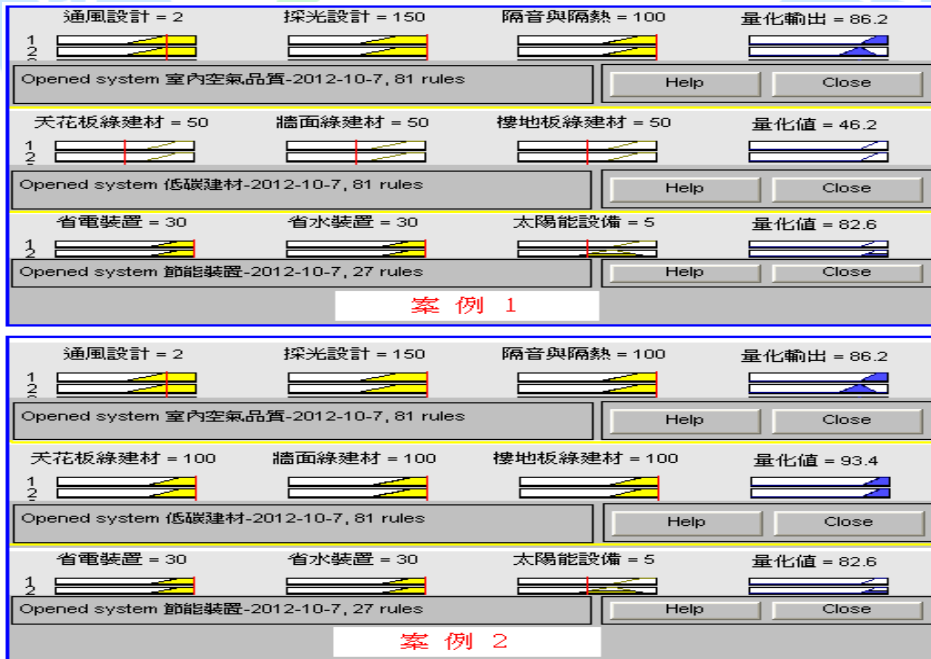 通風設計 = 2 採光設計 = 150 隔音與隔熱 = 100 量化輸出 = 86.2
1
2
Opened system 室內空氣品質-2012-10-7, 81 rules Help Close
天花板綠建材 = 50 牆面綠建材 = 50 樓地板綠建材 = 50 量化值 = 46.2
1
2
Opened system 低碳建材-2012-10-7, 81 rules Help Close
省電裝置 = 30 省水裝置 = 30 太陽能設備 = 5 量化值 = 82.6
1
2
Opened system 節能裝置-2012-10-7, 27 rules Help Close
案 例 1
通風設計 = 2 採光設計 = 150 隔音與隔熱 = 100 量化輸出 = 86.2
1
2
Opened system 室內空氣品質-2012-10-7, 81 rules Help Close
天花板綠建材 = 100 牆面綠建材 = 100 樓地板綠建材 = 100 量化值 = 93.4
1
2
Opened system 低碳建材-2012-10-7, 81 rules Help Close
省電裝置 = 30 省水裝置 = 30 太陽能設備 = 5 量化值 = 82.6
1
2
Opened system 節能裝置-2012-10-7, 27 rules Help Close
案 例 2